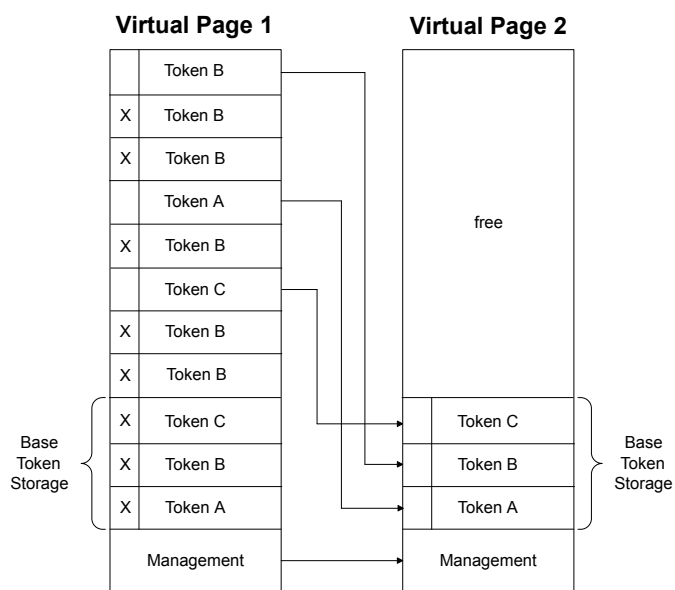 Virtual Page 1 Virtual Page 2
Token B
X Token B
X Token B
Token A
free
X Token B
Token C
X Token B
X Token B
X Token C Token C
Base
Token
Storage
X Token B Token B
Base
Token
Storage
X Token A Token A
Management Management